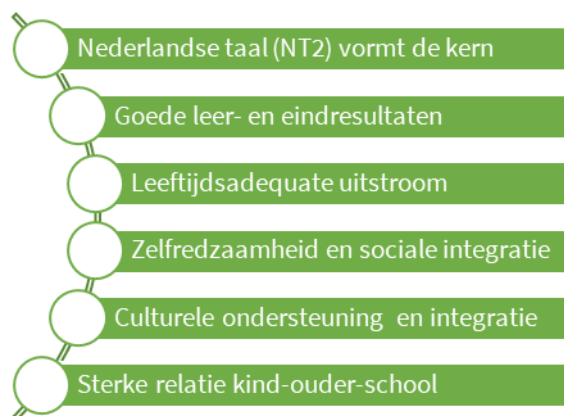 Nederlandse taal (NT2) vormt de kern
Goede leer- en eindresultaten
Leeftijdsadequate uitstroom
Zelfredzaamheid en sociale integratie
Culturele ondersteuning  en integratie
Sterke relatie kind-ouder-school